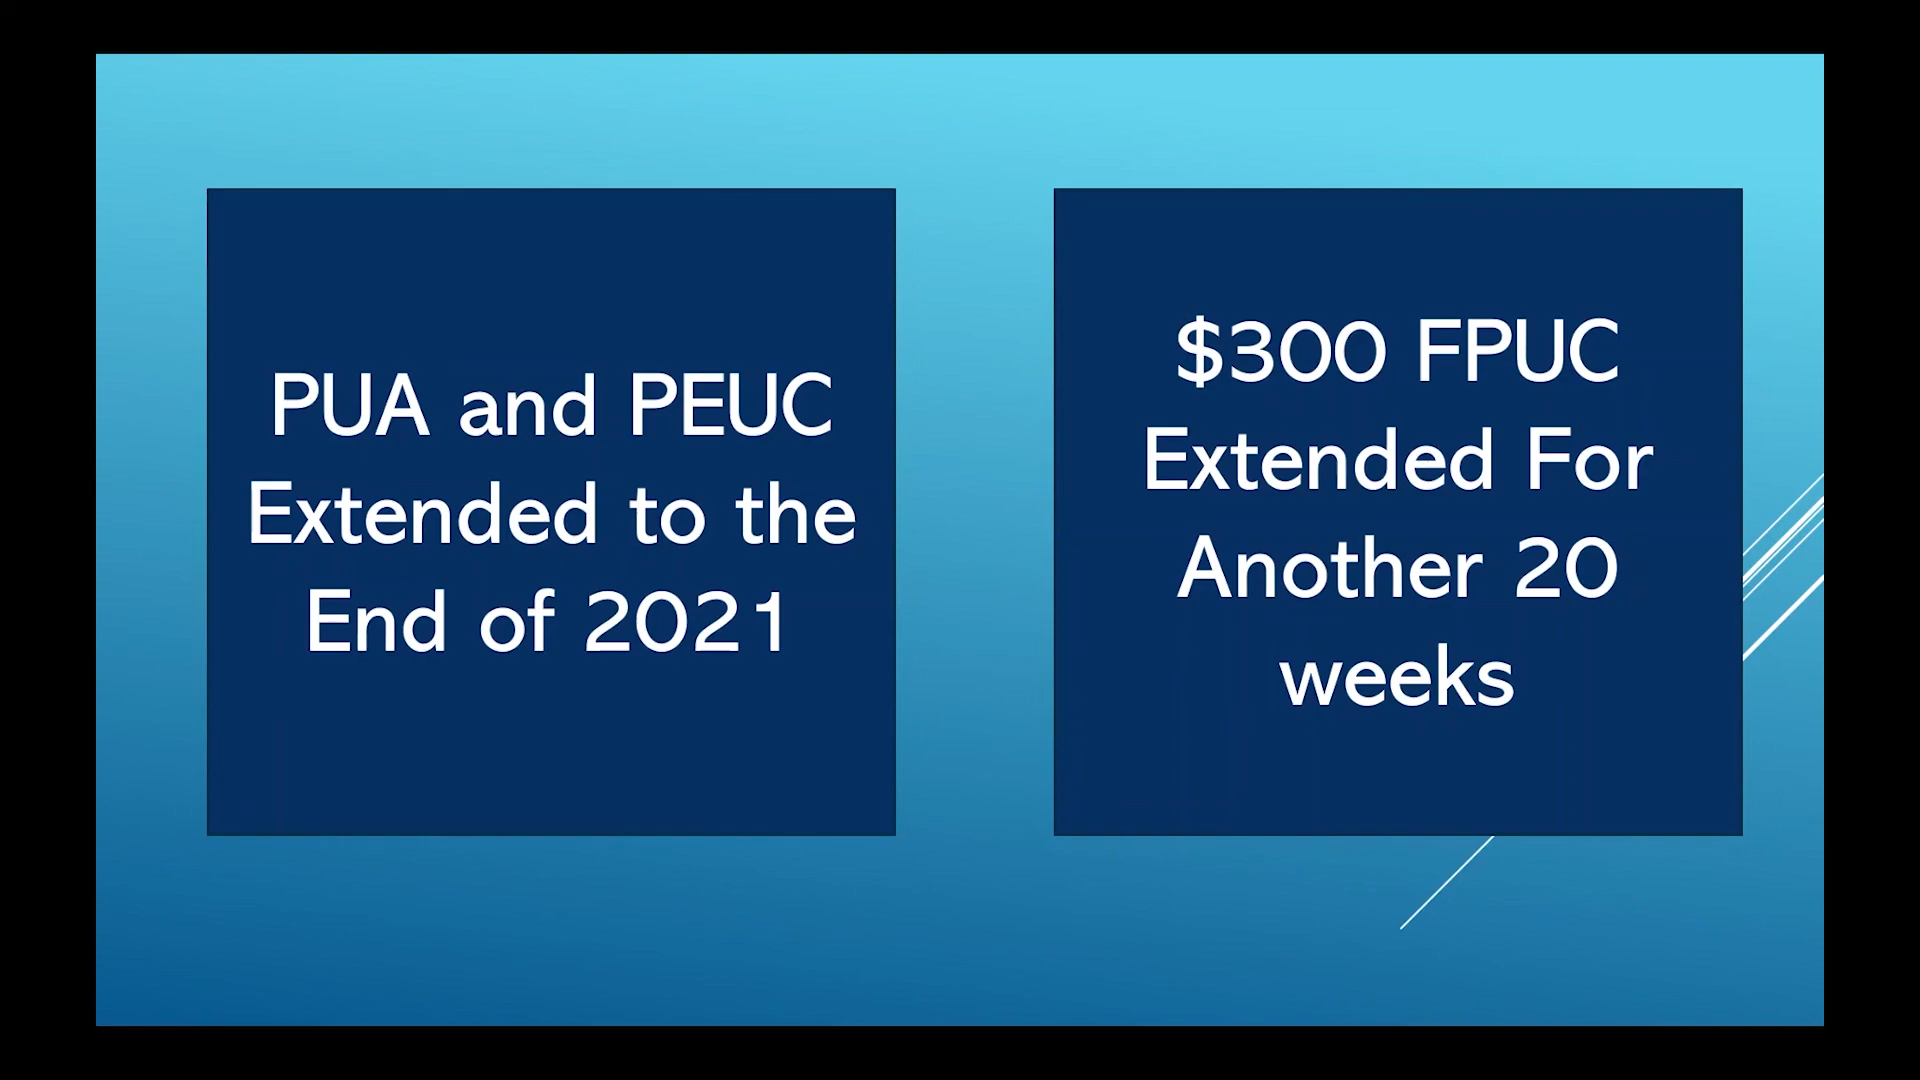 PUA and PEUC
Extended to the
End of 2021
$300 FPUC
Extended For
Another 20
weeks